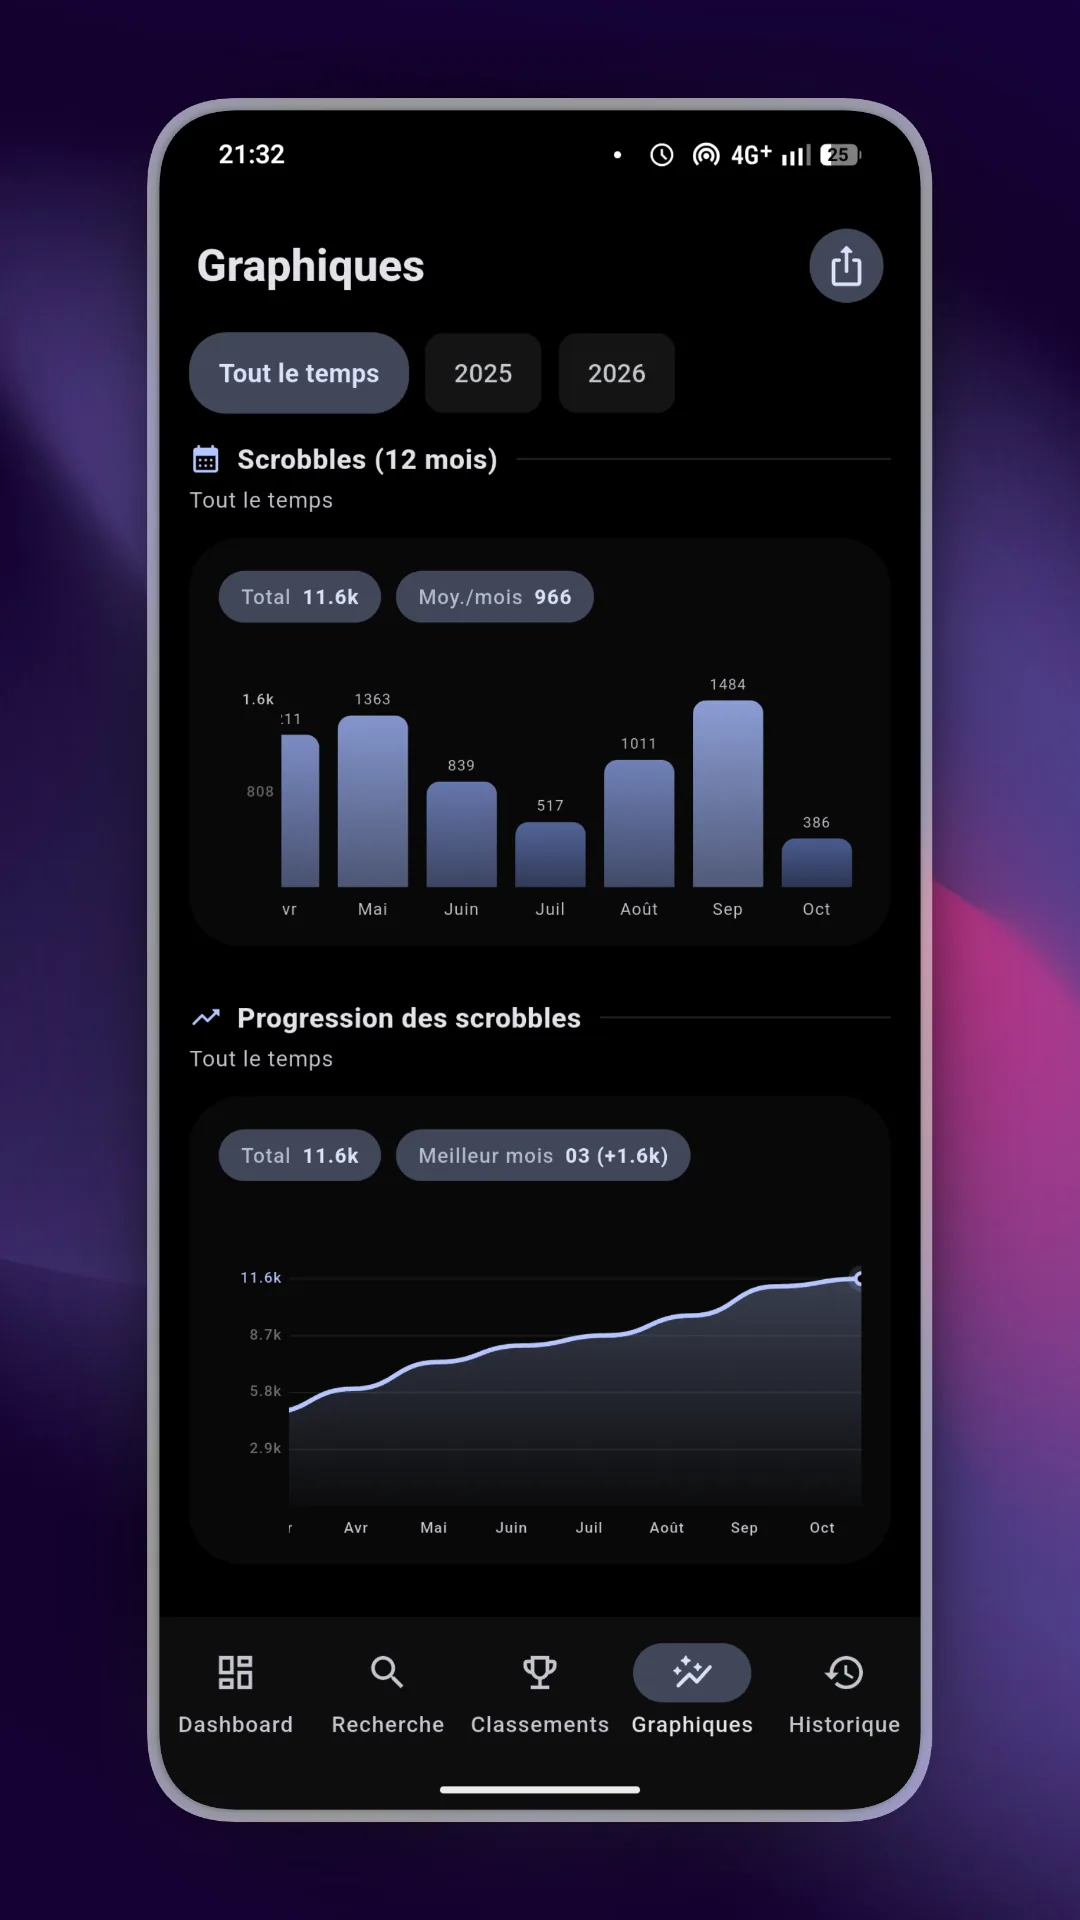 21:32 4G+ 25
Graphiques
Tout le temps 2025 2026
Scrobbles (12 mois)
Tout le temps
Total 11.6k Moy./mois 966
1484
1.6k 1363
211
1011
839
808
517
386
vr Mai Juin Juil Août Sep Oct
Progression des scrobbles
Tout le temps
Total 11.6k Meilleur mois 03 (+1.6k)
11.6k
8.7k
5.8k
2.9k
r Avr Mai Juin Juil Août Sep Oct
Dashboard Recherche Classements Graphiques Historique